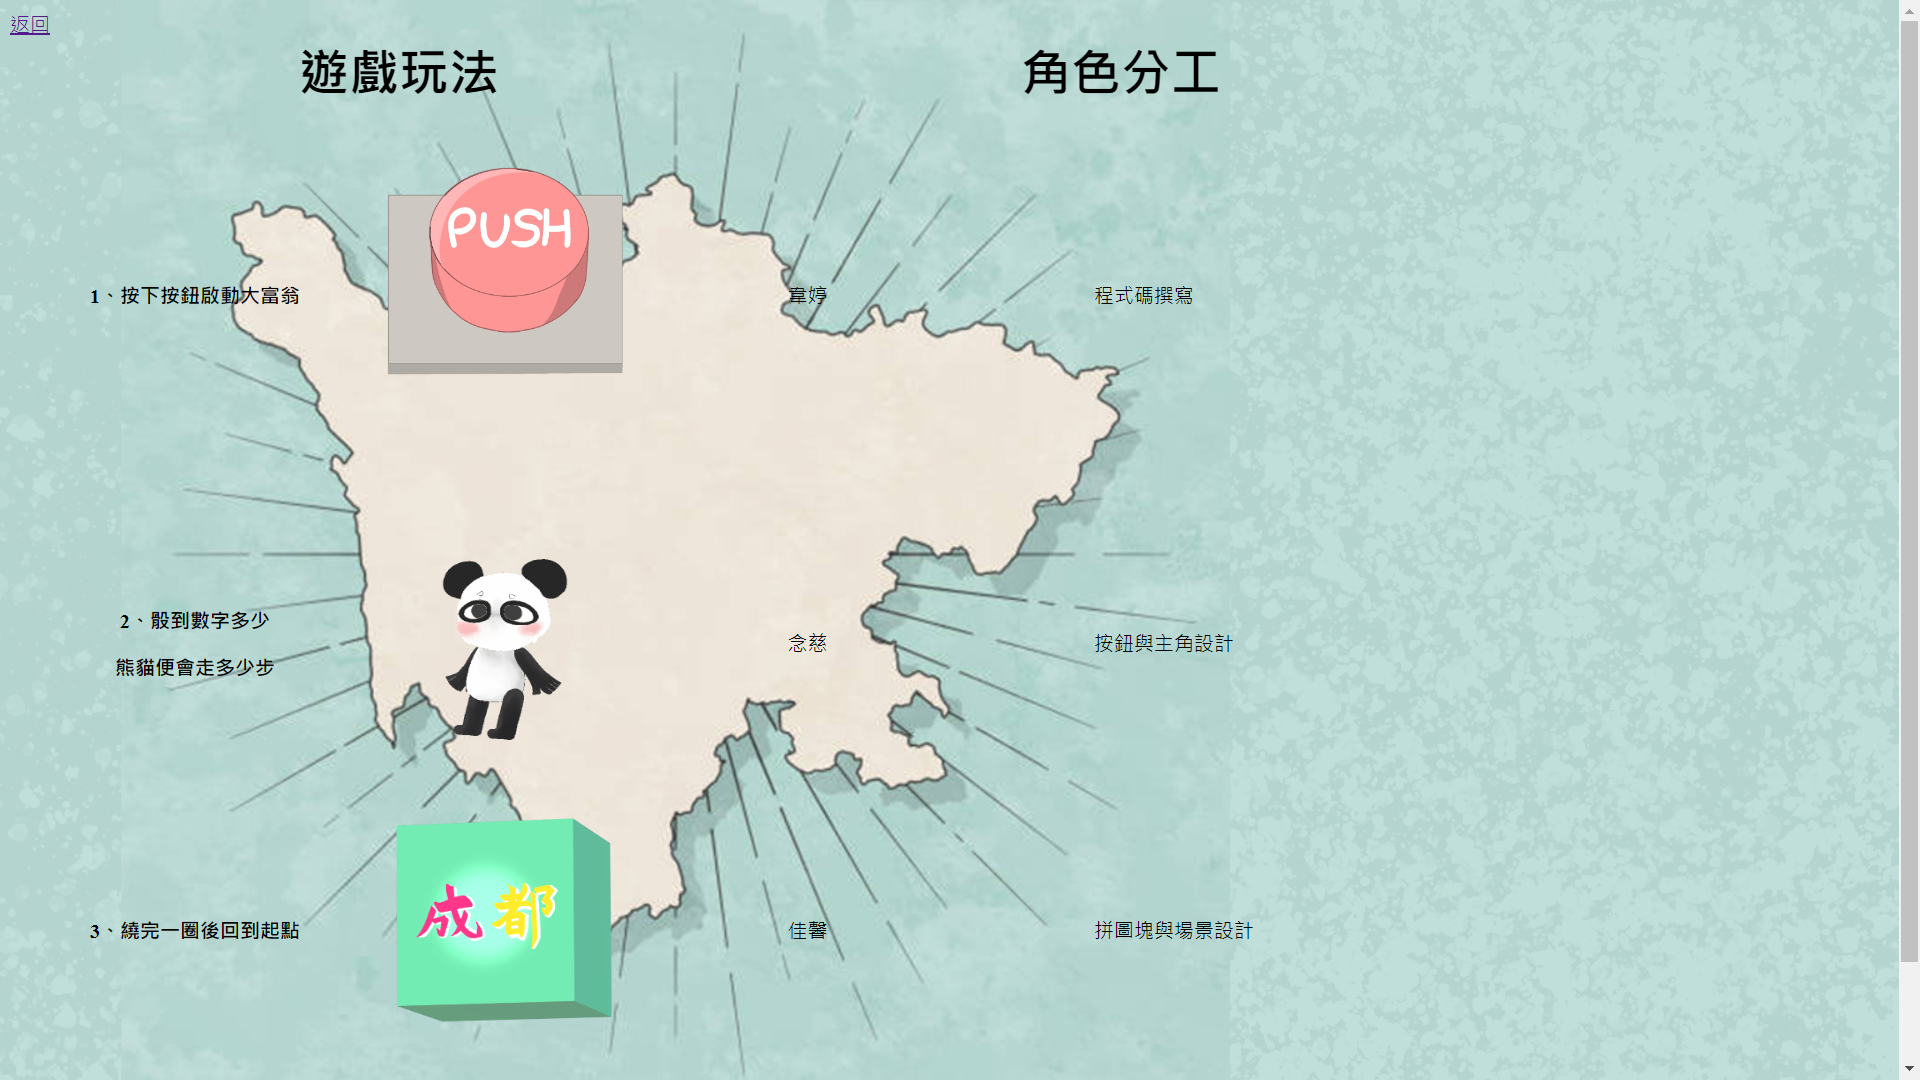 返回
遊戲玩法
角色分工
PUSH
1、按下按鈕啟動大富翁
韋婷
程式碼撰寫
2、骰到數字多少
熊貓便會走多少步
念慈
按鈕與主角設計
成都
3、繞完一圈後回到起點
佳馨
拼圖塊與場景設計